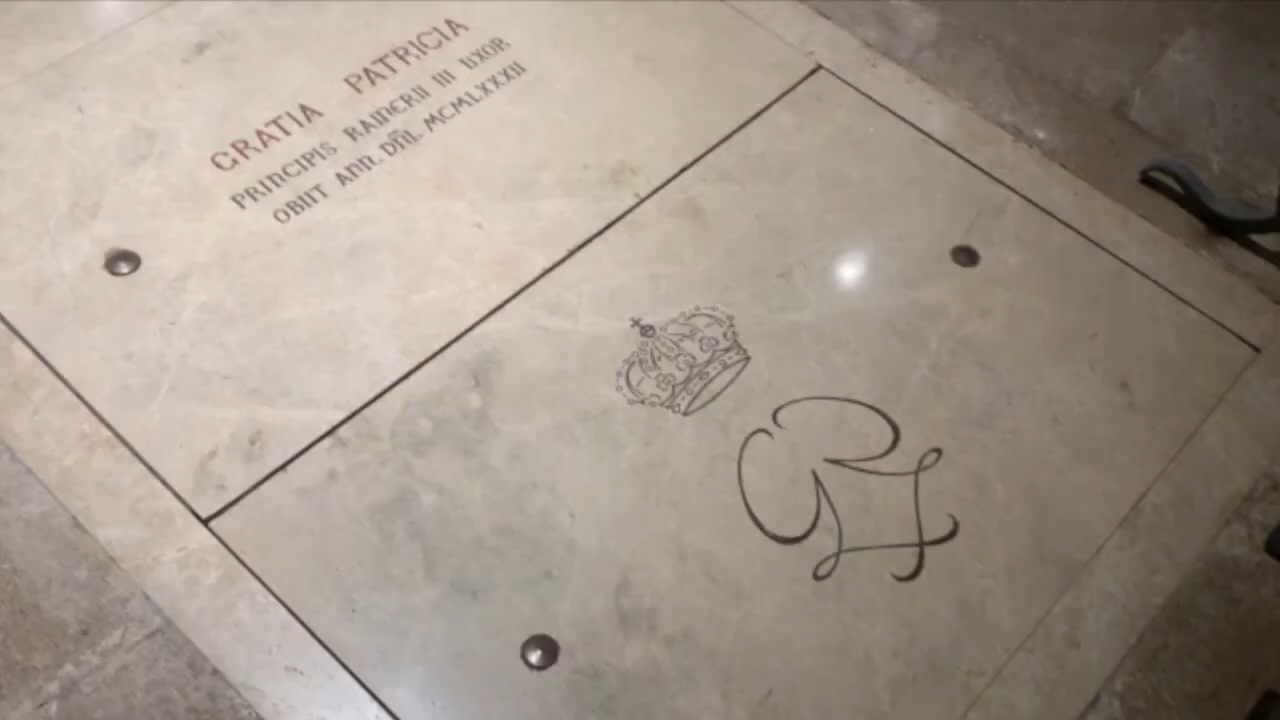 GRATIA PATRICIA
PRINCIPIS RAINERII III UXOR
OBIIT ANN. DNI. MCMLXXXII